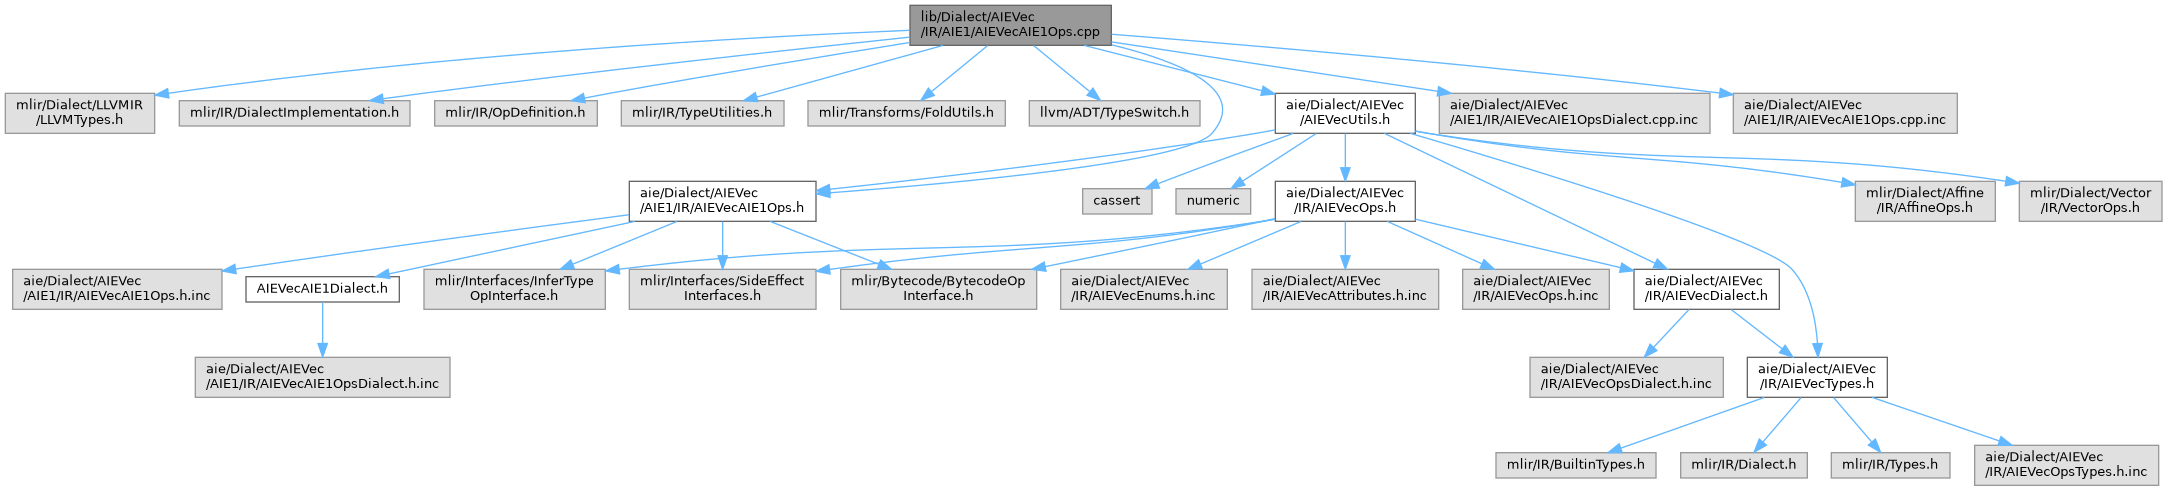 lib/Dialect/AIEVec
/IR/AIE1/AIEVecAIE1Ops.cpp
mlir/Dialect/LLVMIR
/LLVMTypes.h
mlir/IR/DialectImplementation.h
mlir/IR/OpDefinition.h
mlir/IR/TypeUtilities.h
mlir/Transforms/FoldUtils.h
llvm/ADT/TypeSwitch.h
aie/Dialect/AIEVec
/AIEVecUtils.h
aie/Dialect/AIEVec
/AIE1/IR/AIEVecAIE1OpsDialect.cpp.inc
aie/Dialect/AIEVec
/AIE1/IR/AIEVecAIE1Ops.cpp.inc
aie/Dialect/AIEVec
/AIE1/IR/AIEVecAIE1Ops.h
cassert
numeric
aie/Dialect/AIEVec
/IR/AIEVecOps.h
mlir/Dialect/Affine
/IR/AffineOps.h
mlir/Dialect/Vector
/IR/VectorOps.h
aie/Dialect/AIEVec
/AIE1/IR/AIEVecAIE1Ops.h.inc
AIEVecAIE1Dialect.h
mlir/Interfaces/InferType
OpInterface.h
mlir/Interfaces/SideEffect
Interfaces.h
mlir/Bytecode/BytecodeOp
Interface.h
aie/Dialect/AIEVec
/IR/AIEVecEnums.h.inc
aie/Dialect/AIEVec
/IR/AIEVecAttributes.h.inc
aie/Dialect/AIEVec
/IR/AIEVecOps.h.inc
aie/Dialect/AIEVec
/IR/AIEVecDialect.h
aie/Dialect/AIEVec
/AIE1/IR/AIEVecAIE1OpsDialect.h.inc
aie/Dialect/AIEVec
/IR/AIEVecOpsDialect.h.inc
aie/Dialect/AIEVec
/IR/AIEVecTypes.h
mlir/IR/BuiltinTypes.h
mlir/IR/Dialect.h
mlir/IR/Types.h
aie/Dialect/AIEVec
/IR/AIEVecOpsTypes.h.inc